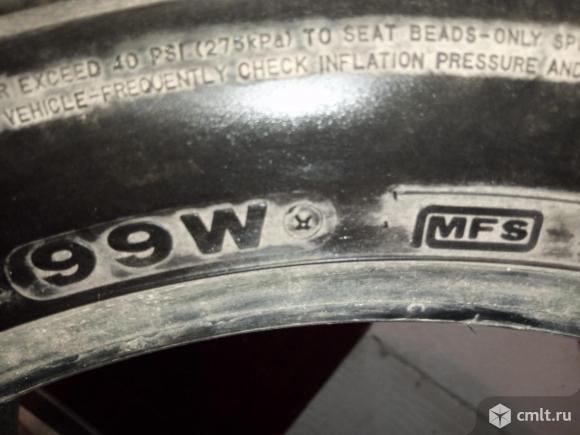 R EXCEED 40 PSI (275kPa) TO SEAT BEADS-ONLY SP
VEHICLE-FREQUENTLY CHECK INFLATION PRESSURE AND
99W
MFS
cmlt.ru